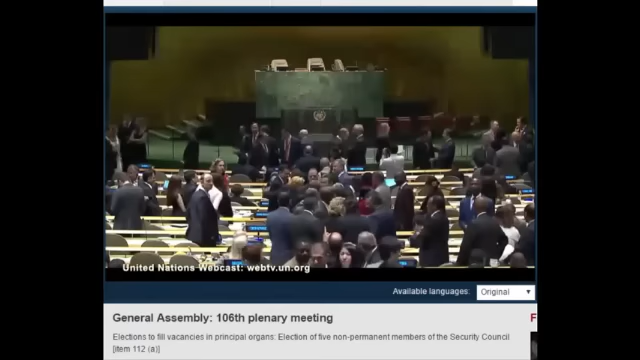 United Nations Webcast: webtv.un.org
Available languages:
Original
General Assembly: 106th plenary meeting
Elections to fill vacancies in principal organs: Election of five non-permanent members of the Security Council
[item 112 (a)]
F